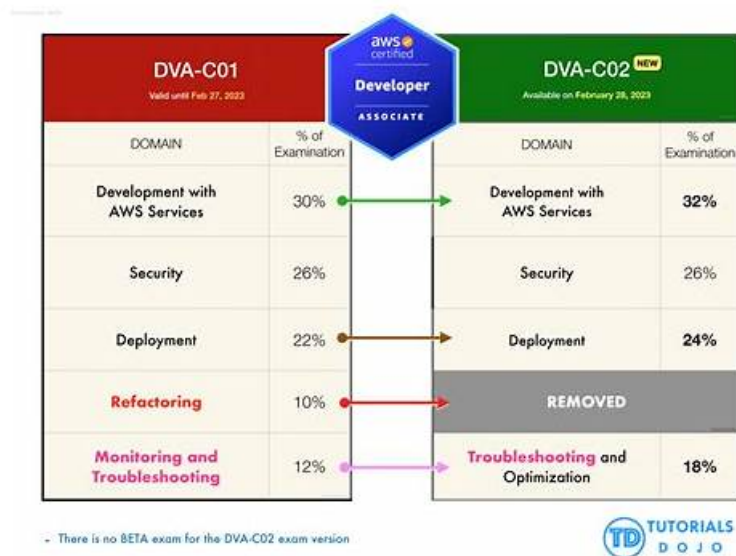 DVA-C01
Valid until Feb 27, 2023
aws
certified
Developer
ASSOCIATE
DVA-C02 NEW
Available on February 28, 2023
DOMAIN
% of
Examination
DOMAIN
% of
Examination
Development with
AWS Services
30%
Development with
AWS Services
32%
Security
26%
Security
26%
Deployment
22%
Deployment
24%
Refactoring
10%
REMOVED
Monitoring and
Troubleshooting
12%
Troubleshooting and
Optimization
18%
- There is no BETA exam for the DVA-C02 exam version
TD
TUTORIALS
DOJO